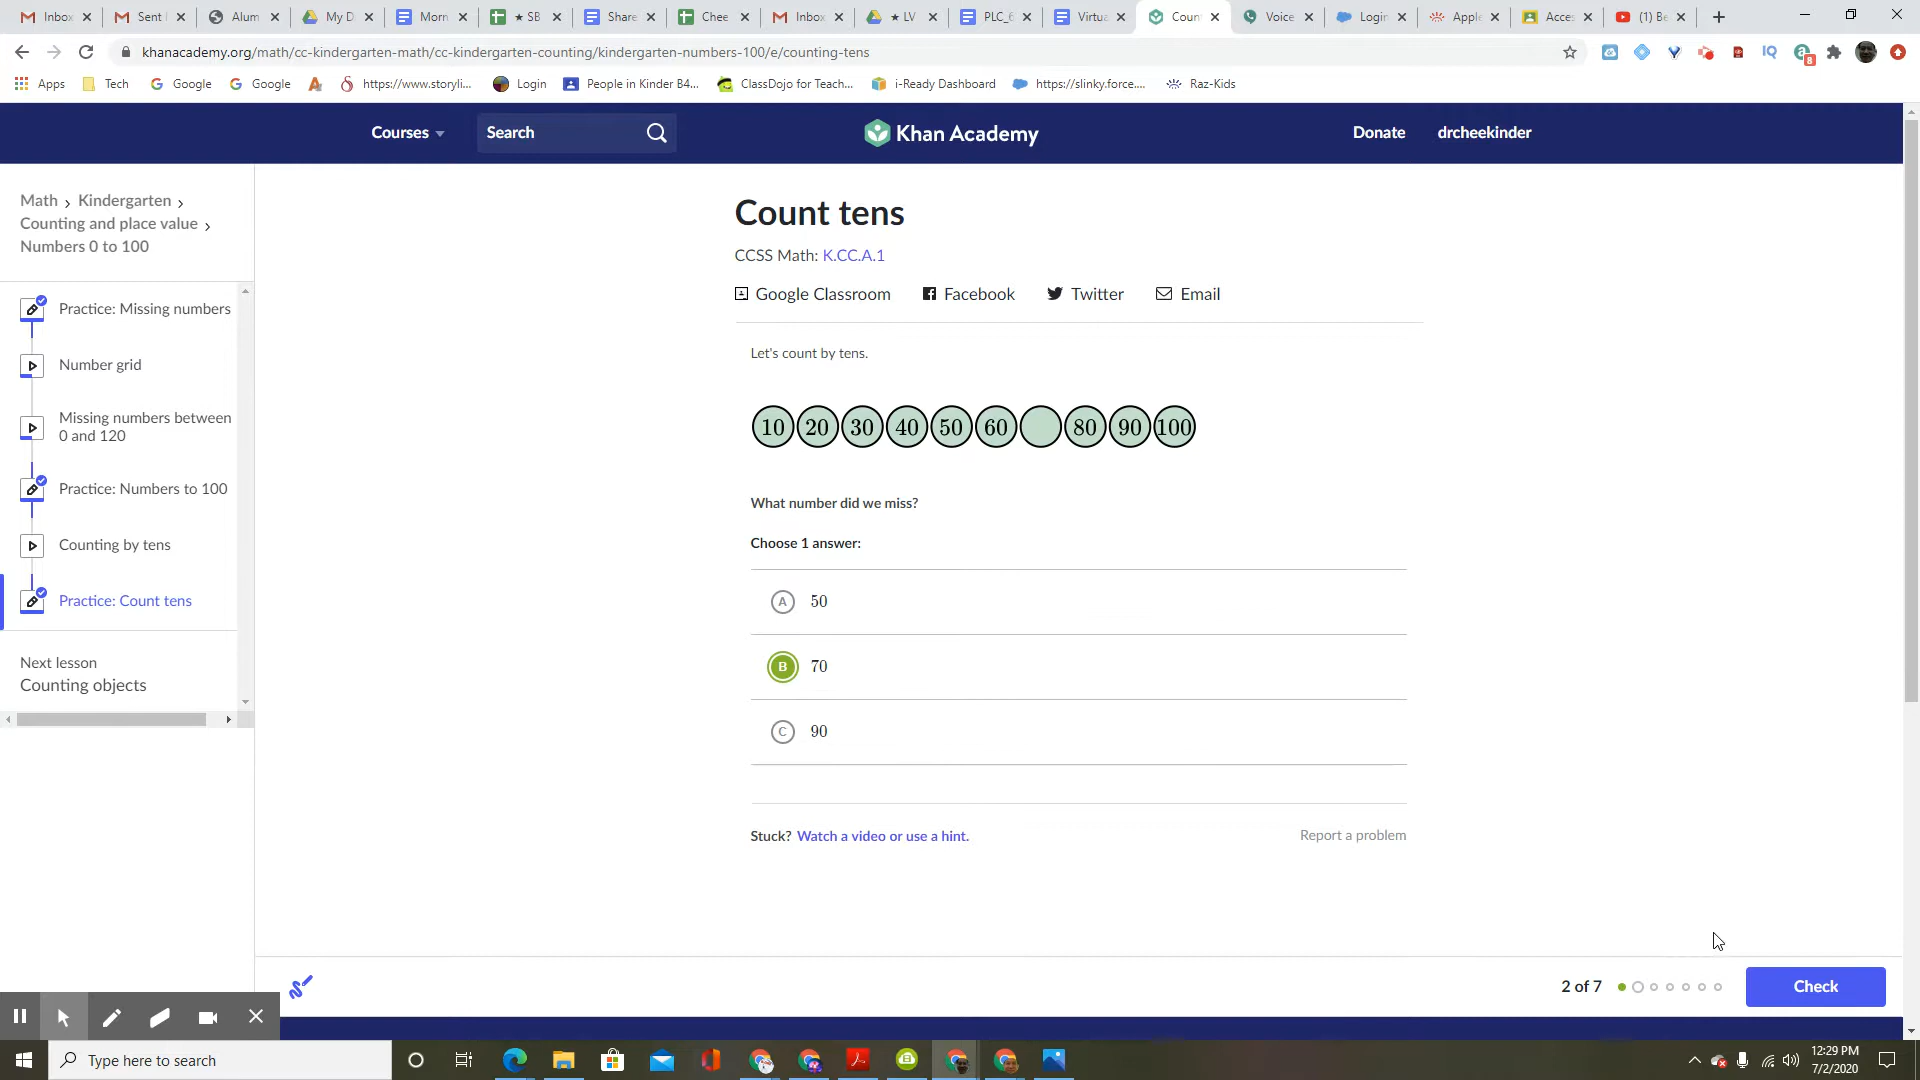 Inbox
Sent
Alum
My D
Morn
★ SB
Share
Chee
Inbox
★ LV
PLC_6
Virtua
Coun
Voice
Login
Apple
Acces
(1) Be
khanacademy.org/math/cc-kindergarten-math/cc-kindergarten-counting/kindergarten-numbers-100/e/counting-tens
IQ
8
Apps
Tech
Google
Google
https://www.storyli...
Login
People in Kinder B4...
ClassDojo for Teach...
i-Ready Dashboard
https://slinky.force....
Raz-Kids
Courses
Search
Khan Academy
Donate
drcheekinder
Math › Kindergarten ›
Counting and place value ›
Numbers 0 to 100
Practice: Missing numbers
Number grid
Missing numbers between
0 and 120
Practice: Numbers to 100
Counting by tens
Practice: Count tens
Next lesson
Counting objects
Count tens
CCSS Math: K.CC.A.1
Google Classroom
Facebook
Twitter
Email
Let's count by tens.
10 20 30 40 50 60 80 90 100
What number did we miss?
Choose 1 answer:
A 50
B 70
C 90
Stuck? Watch a video or use a hint.
Report a problem
2 of 7
Check
Type here to search
12:29 PM
7/2/2020